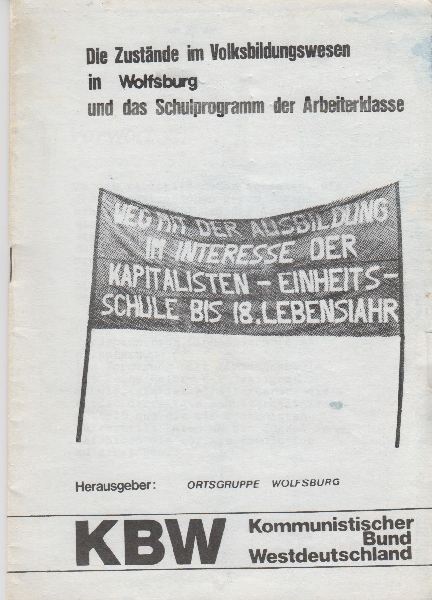 Die Zustände im Volksbildungswesen
in Wolfsburg
und das Schulprogramm der Arbeiterklasse
WEG MIT DER AUSBILDUNG
IM INTERESSE DER
KAPITALISTEN - EINHEITS-
SCHULE BIS 18. LEBENSJAHR
Herausgeber: ORTSGRUPPE WOLFSBURG
KBW
Kommunistischer
Bund
Westdeutschland